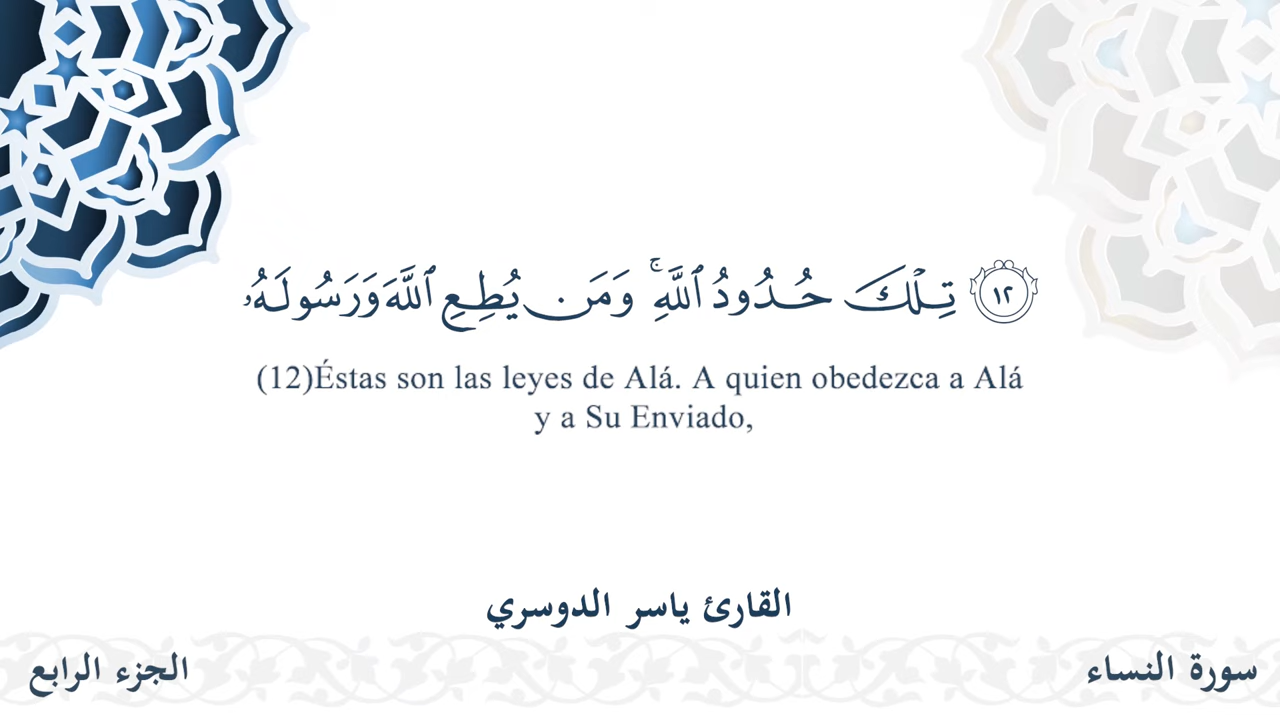 ١٢ تِلْكَ حُدُودُ ٱللَّهِۚ وَمَن يُطِعِ ٱللَّهَ وَرَسُولَهُۥ
(12)Éstas son las leyes de Alá. A quien obedezca a Alá
y a Su Enviado,
القارئ ياسر الدوسري
سورة النساء
الجزء الرابع